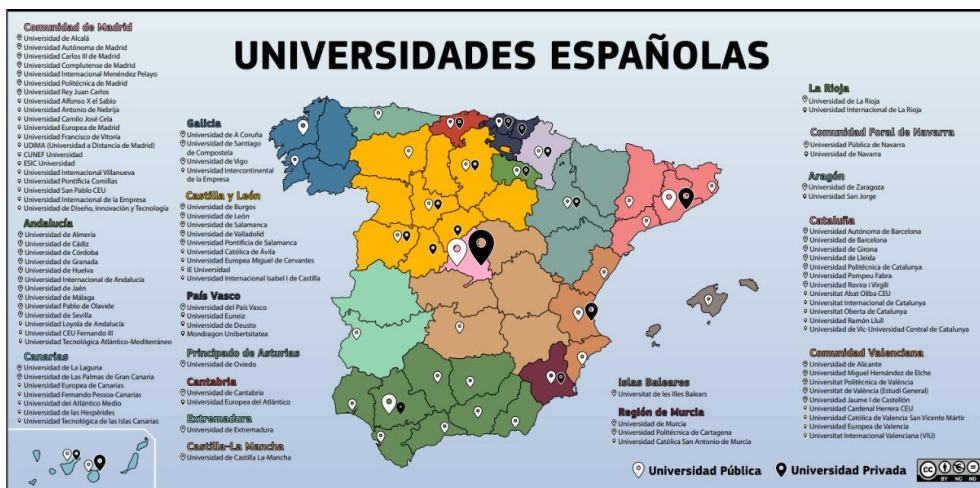 UNIVERSIDADES ESPAÑOLAS
Comunidad de Madrid
Universidad de Alcalá
Universidad Autónoma de Madrid
Universidad Carlos III de Madrid
Universidad Complutense de Madrid
Universidad Internacional Menéndez Pelayo
Universidad Politécnica de Madrid
Universidad Rey Juan Carlos
Universidad Alfonso X el Sabio
Universidad Antonio de Nebrija
Universidad Camilo José Cela
Universidad Europea de Madrid
Universidad Francisco de Vitoria
UDIMA (Universidad a Distancia de Madrid)
CUNEF Universidad
ESIC Universidad
Universidad Internacional Villanueva
Universidad Pontificia Comillas
Universidad San Pablo CEU
Universidad Internacional de la Empresa
Universidad de Diseño, Innovación y Tecnología
Andalucía
Universidad de Almería
Universidad de Cádiz
Universidad de Córdoba
Universidad de Granada
Universidad de Huelva
Universidad Internacional de Andalucía
Universidad de Jaén
Universidad de Málaga
Universidad Pablo de Olavide
Universidad de Sevilla
Universidad Loyola de Andalucía
Universidad CEU Fernando III
Universidad Tecnológica Atlántico-Mediterráneo
Canarias
Universidad de La Laguna
Universidad de Las Palmas de Gran Canaria
Universidad Europea de Canarias
Universidad Fernando Pessoa-Canarias
Universidad del Atlántico Medio
Universidad de las Hespérides
Universidad Tecnológica de las Islas Canarias
Galicia
Universidad de A Coruña
Universidad de Santiago
de Compostela
Universidad de Vigo
Universidad Intercontinental
de la Empresa
Castilla y León
Universidad de Burgos
Universidad de León
Universidad de Salamanca
Universidad de Valladolid
Universidad Pontificia de Salamanca
Universidad Católica de Ávila
Universidad Europea Miguel de Cervantes
IE Universidad
Universidad Internacional Isabel I de Castilla
País Vasco
Universidad del País Vasco
Universidad Euneiz
Universidad de Deusto
Mondragon Unibertsitatea
Principado de Asturias
Universidad de Oviedo
Cantabria
Universidad de Cantabria
Universidad Europea del Atlántico
Extremadura
Universidad de Extremadura
Castilla-La Mancha
Universidad de Castilla La-Mancha
La Rioja
Universidad de La Rioja
Universidad Internacional de La Rioja
Comunidad Foral de Navarra
Universidad Pública de Navarra
Universidad de Navarra
Aragón
Universidad de Zaragoza
Universidad San Jorge
Cataluña
Universidad Autónoma de Barcelona
Universidad de Barcelona
Universidad de Girona
Universidad de Lleida
Universidad Politécnica de Catalunya
Universidad Pompeu Fabra
Universidad Rovira i Virgili
Universitat Abat Oliba CEU
Universitat Internacional de Catalunya
Universitat Oberta de Catalunya
Universidad Ramón Llull
Universidad de Vic-Universidad Central de Catalunya
Comunidad Valenciana
Universidad de Alicante
Universidad Miguel Hernández de Elche
Universitat Politècnica de València
Universitat de València (Estudi General)
Universidad Jaume I de Castellón
Universidad Cardenal Herrera CEU
Universidad Católica de Valencia San Vicente Mártir
Universidad Europea de Valencia
Universitat Internacional Valenciana (VIU)
Islas Baleares
Universitat de les Illes Balears
Región de Murcia
Universidad de Murcia
Universidad Politécnica de Cartagena
Universidad Católica San Antonio de Murcia
Universidad Pública
Universidad Privada
CC
BY NC ND